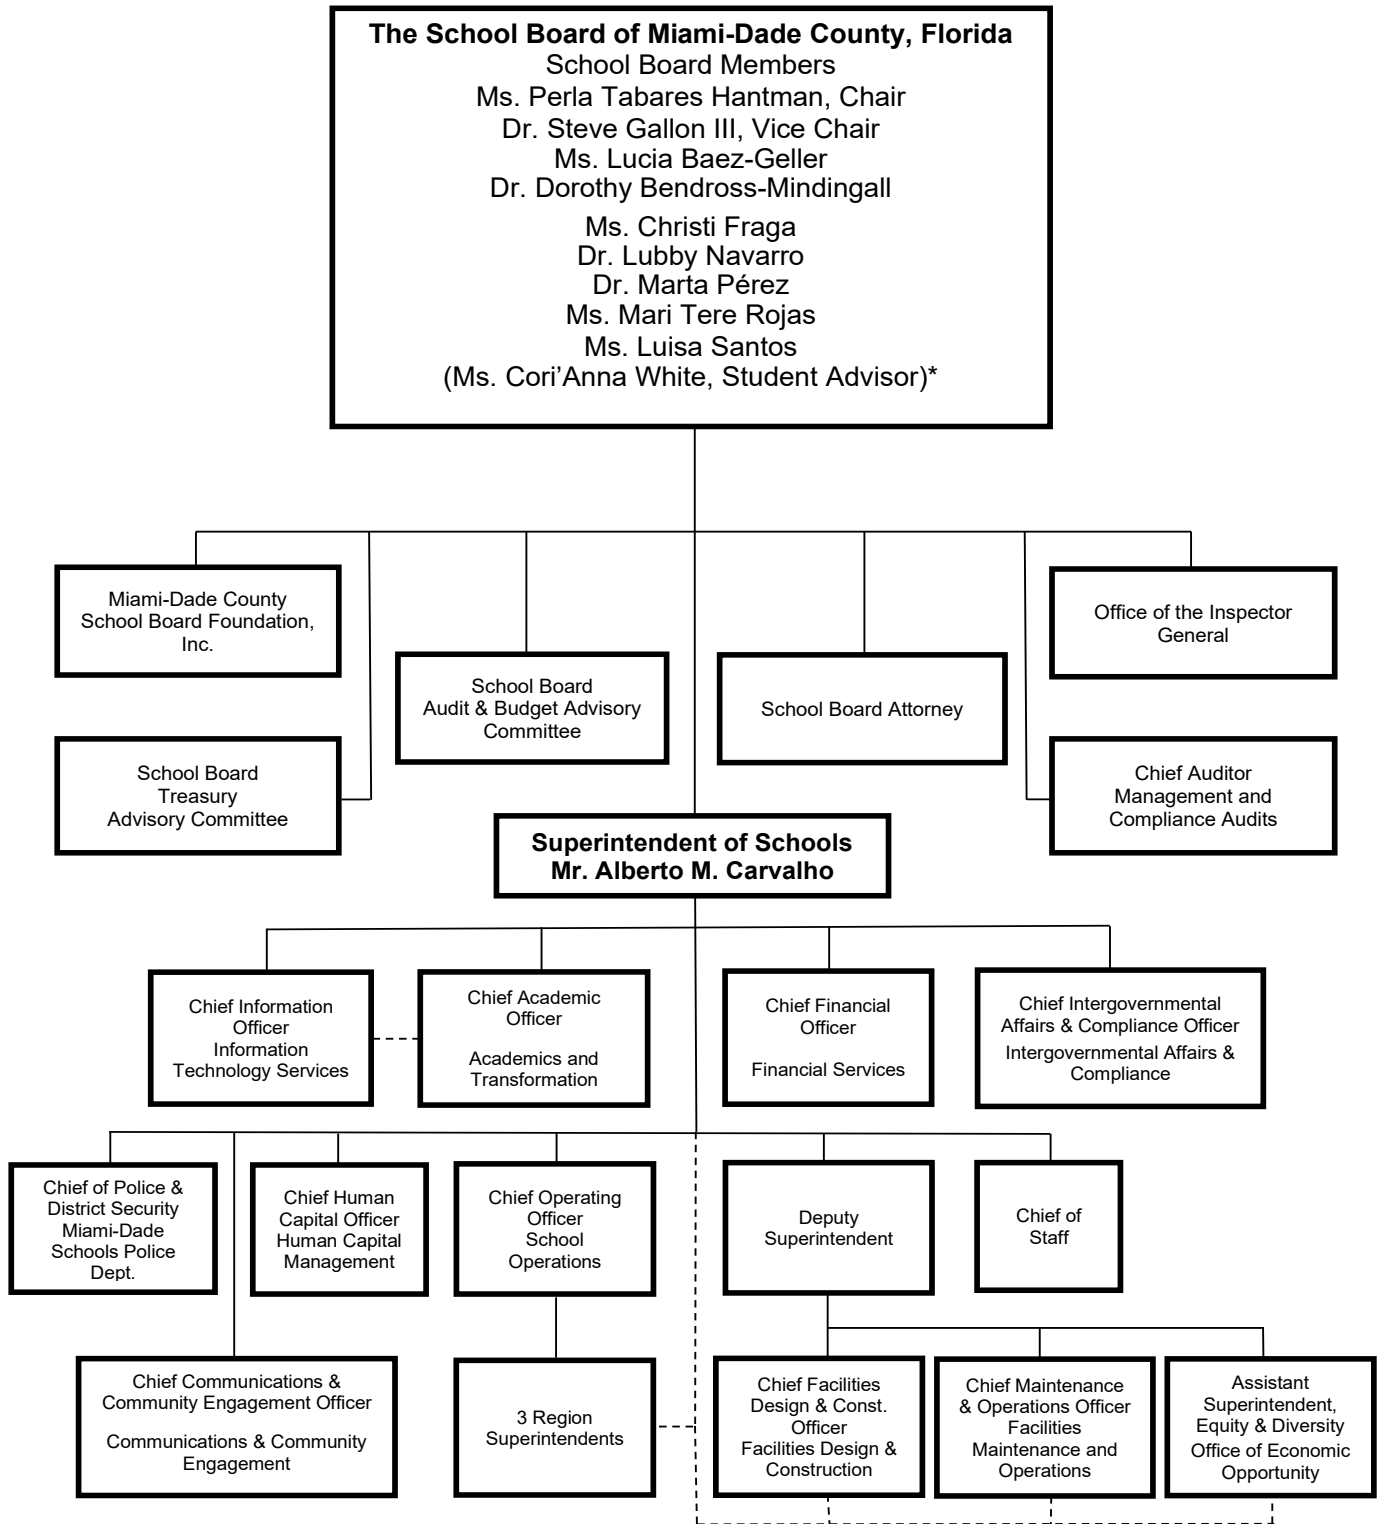 The School Board of Miami-Dade County, Florida
School Board Members
Ms. Perla Tabares Hantman, Chair
Dr. Steve Gallon III, Vice Chair
Ms. Lucia Baez-Geller
Dr. Dorothy Bendross-Mindingall
Ms. Christi Fraga
Dr. Lubby Navarro
Dr. Marta Pérez
Ms. Mari Tere Rojas
Ms. Luisa Santos
(Ms. Cori’Anna White, Student Advisor)*
Miami-Dade County
School Board Foundation,
Inc.
School Board
Audit & Budget Advisory
Committee
School Board Attorney
Office of the Inspector
General
School Board
Treasury
Advisory Committee
Chief Auditor
Management and
Compliance Audits
Superintendent of Schools
Mr. Alberto M. Carvalho
Chief Information
Officer
Information
Technology Services
Chief Academic
Officer
Academics and
Transformation
Chief Financial
Officer
Financial Services
Chief Intergovernmental
Affairs & Compliance Officer
Intergovernmental Affairs &
Compliance
Chief of Police &
District Security
Miami-Dade
Schools Police
Dept.
Chief Human
Capital Officer
Human Capital
Management
Chief Operating
Officer
School
Operations
Deputy
Superintendent
Chief of
Staff
Chief Communications &
Community Engagement Officer
Communications & Community
Engagement
3 Region
Superintendents
Chief Facilities
Design & Const.
Officer
Facilities Design &
Construction
Chief Maintenance
& Operations Officer
Facilities
Maintenance and
Operations
Assistant
Superintendent,
Equity & Diversity
Office of Economic
Opportunity